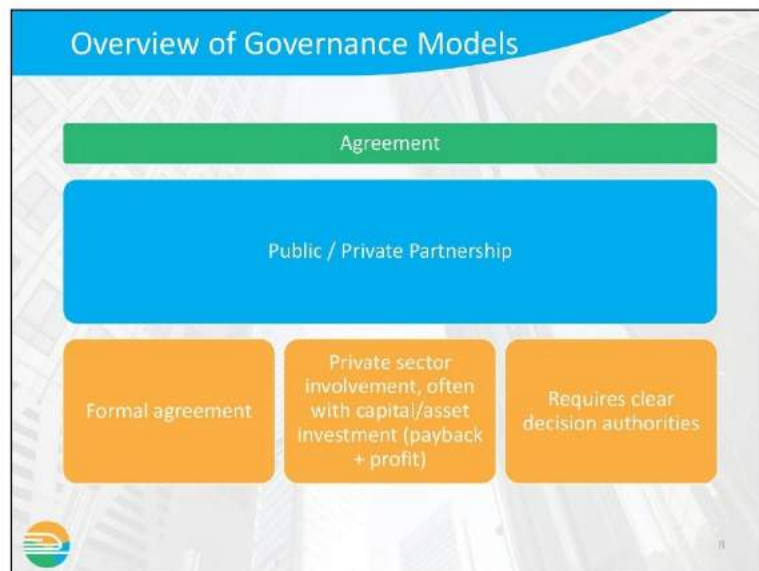 Overview of Governance Models
Agreement
Public / Private Partnership
Formal agreement
Private sector
involvement, often
with capital/asset
investment (payback
+ profit)
Requires clear
decision authorities